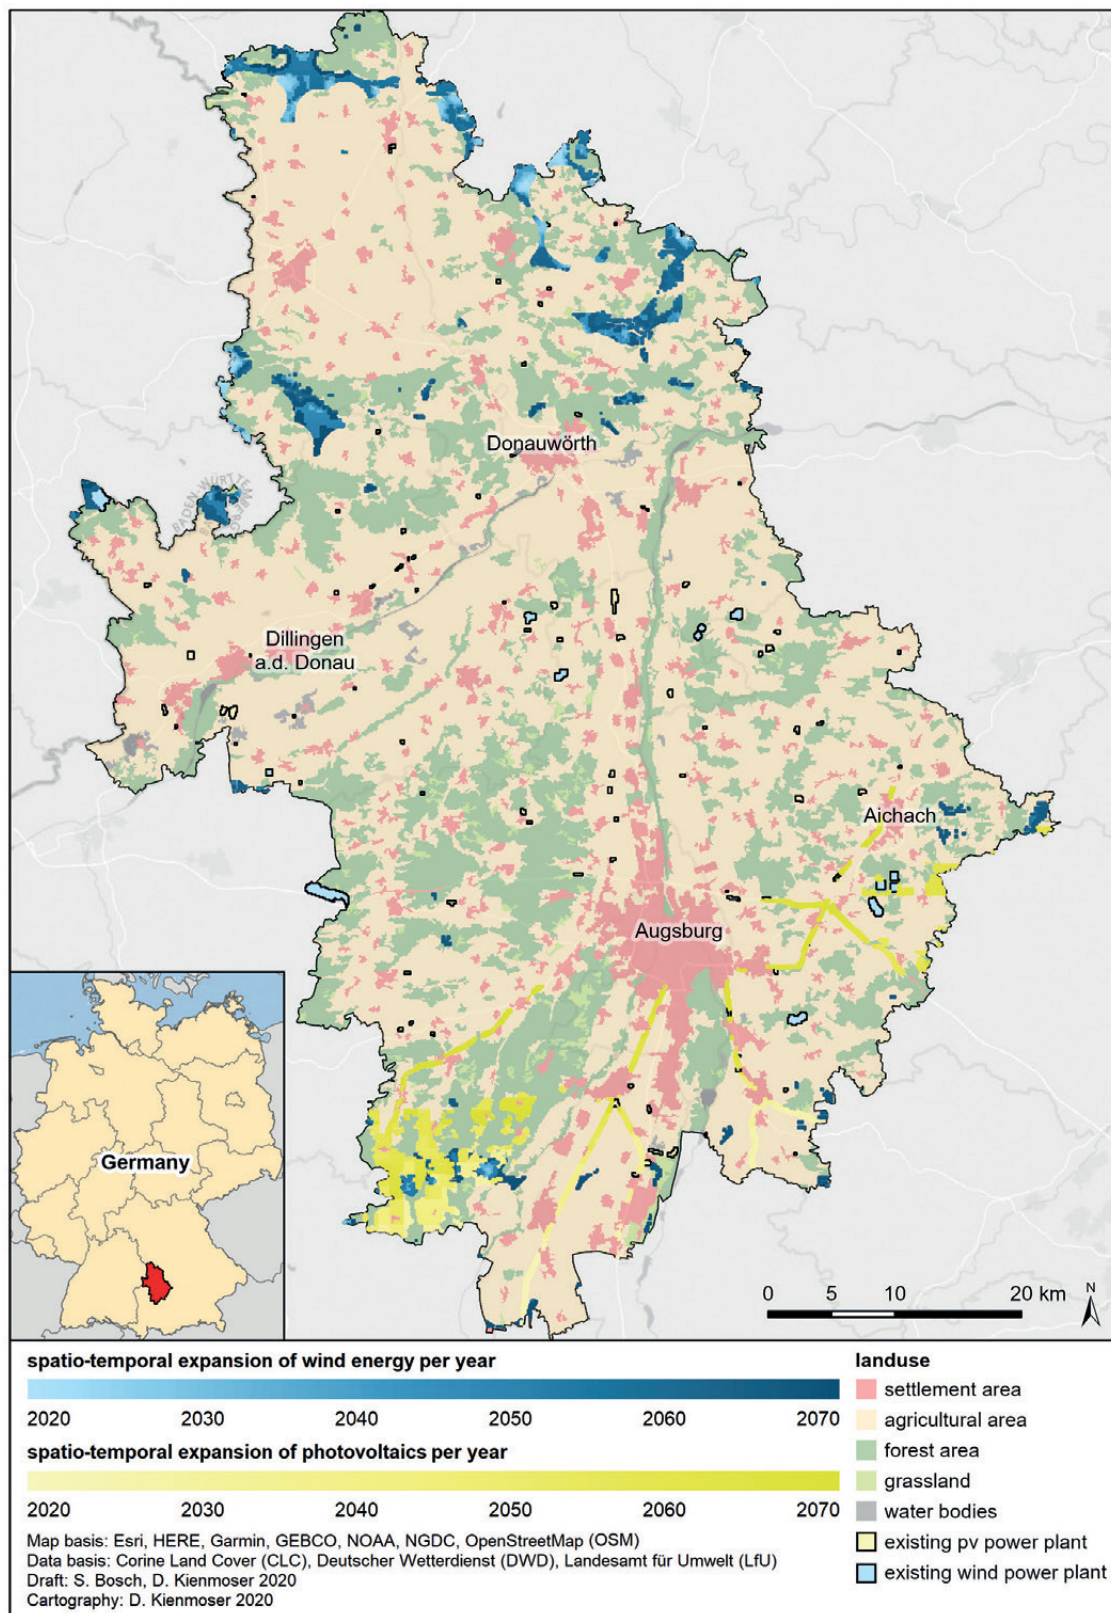 Donauwörth
BADEN-WÜRTTEMBERG
Dillingen
a.d. Donau
Aichach
Augsburg
Germany
0 5 10 20 km
N
spatio-temporal expansion of wind energy per year
2020 2030 2040 2050 2060 2070
spatio-temporal expansion of photovoltaics per year
2020 2030 2040 2050 2060 2070
Map basis: Esri, HERE, Garmin, GEBCO, NOAA, NGDC, OpenStreetMap (OSM)
Data basis: Corine Land Cover (CLC), Deutscher Wetterdienst (DWD), Landesamt für Umwelt (LfU)
Draft: S. Bosch, D. Kienmoser 2020
Cartography: D. Kienmoser 2020
landuse
settlement area
agricultural area
forest area
grassland
water bodies
existing pv power plant
existing wind power plant